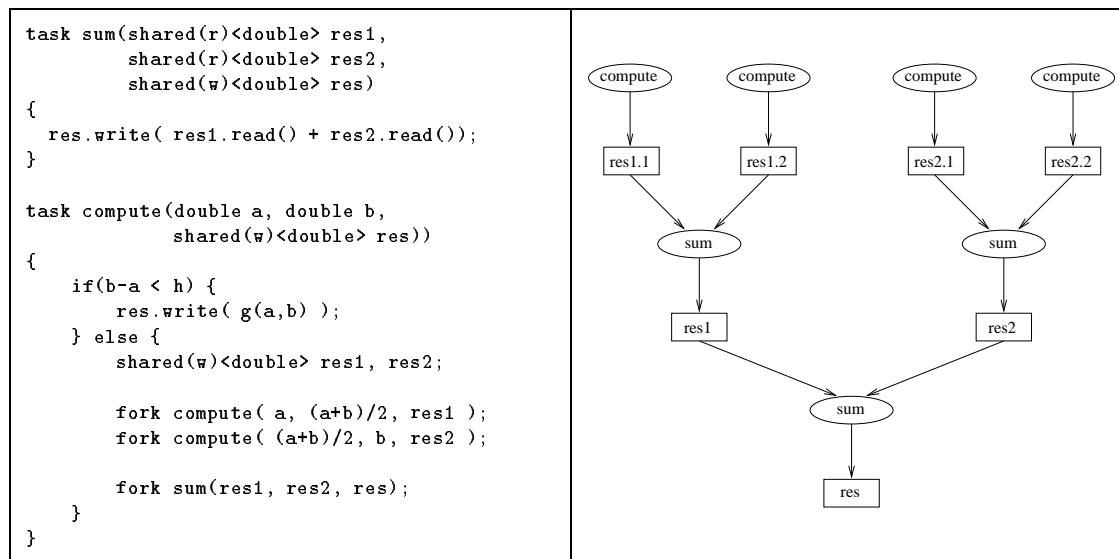 task sum(shared(r)<double> res1,
shared(r)<double> res2,
shared(w)<double> res)
{
res.write( res1.read() + res2.read());
}
task compute(double a, double b,
shared(w)<double> res))
{
if(b-a < h) {
res.write( g(a,b) );
} else {
shared(w)<double> res1, res2;
fork compute( a, (a+b)/2, res1 );
fork compute( (a+b)/2, b, res2 );
fork sum(res1, res2, res);
}
}
compute compute compute compute
res1.1 res1.2 res2.1 res2.2
sum sum
res1 res2
sum
res